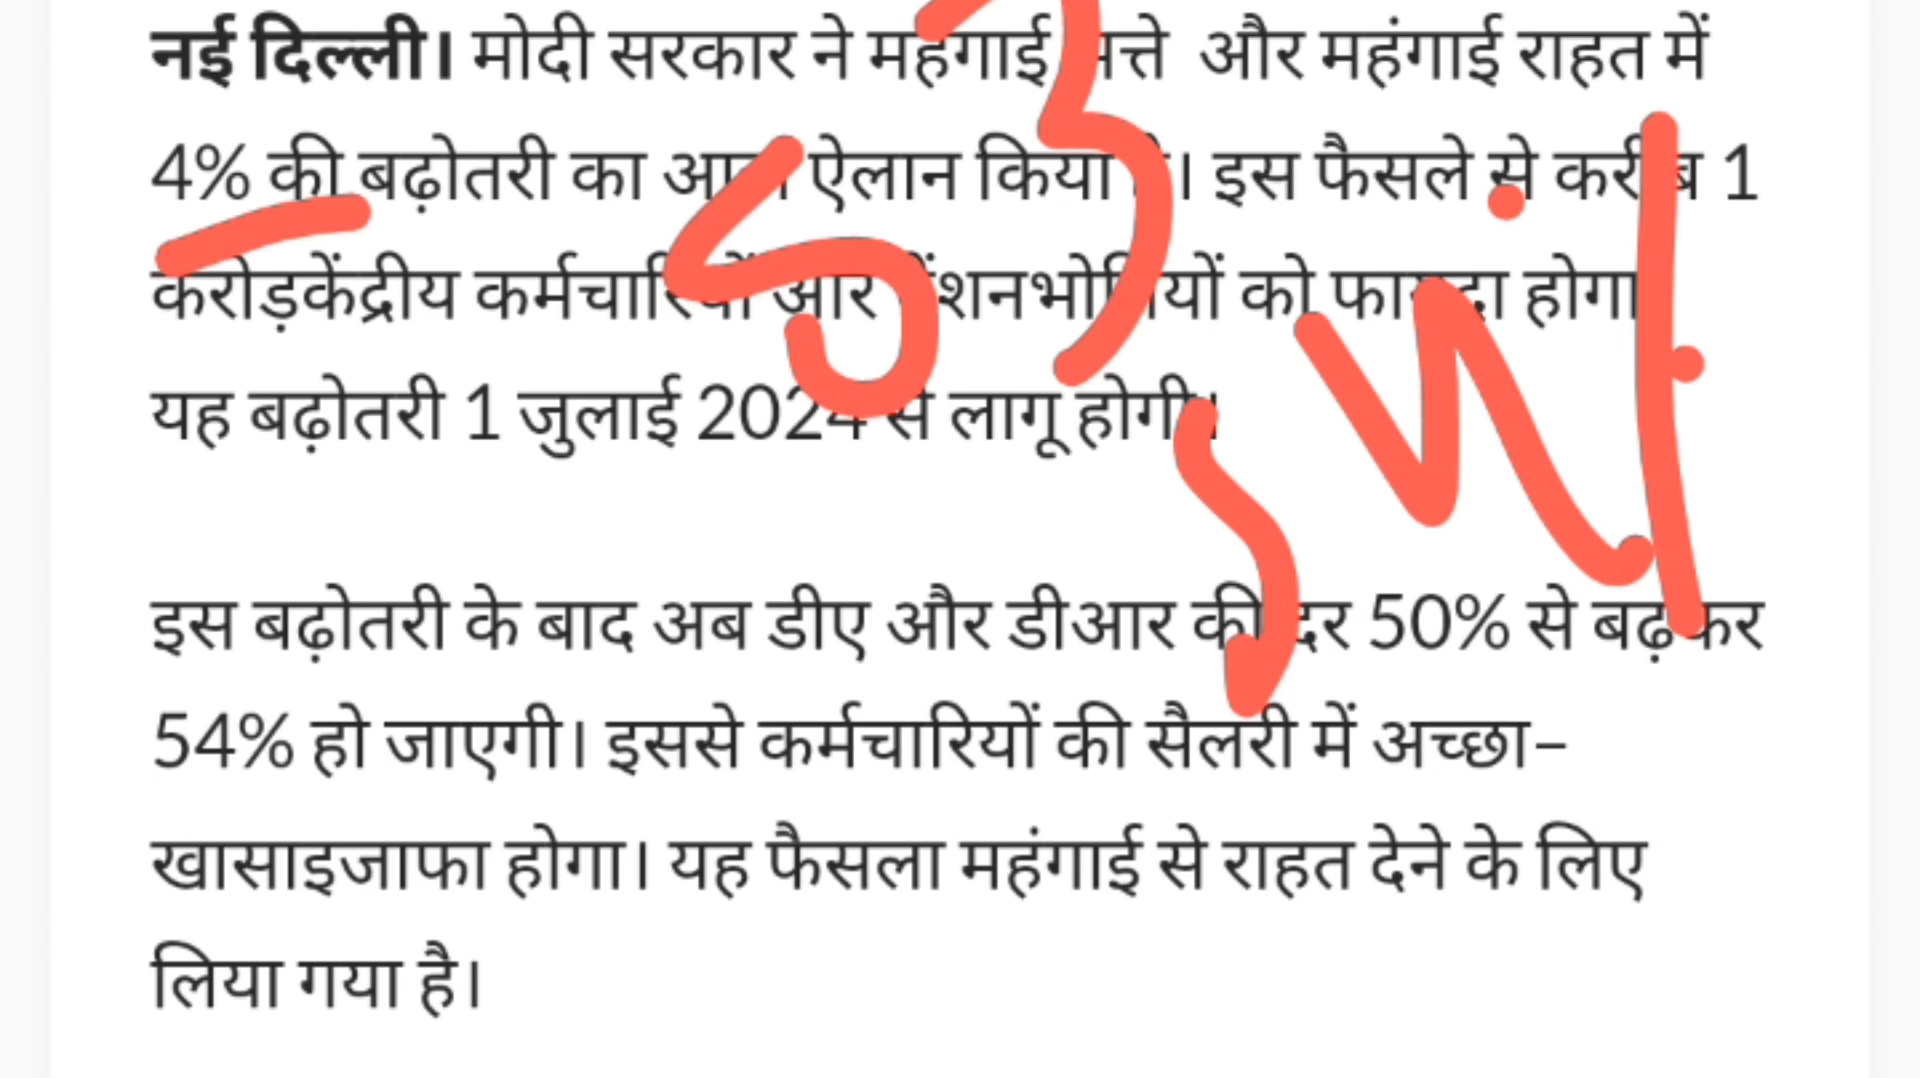 नई दिल्ली। मोदी सरकार ने महंगाई भत्ते और महंगाई राहत में
4% की बढ़ोतरी का ऐलान किया है। इस फैसले से करीब 1
करोड़केंद्रीय कर्मचारियों और पेंशनभोगियों को फायदा होगा
यह बढ़ोतरी 1 जुलाई 2024 से लागू होगी।
इस बढ़ोतरी के बाद अब डीए और डीआर की दर 50% से बढ़कर
54% हो जाएगी। इससे कर्मचारियों की सैलरी में अच्छा–
खासाइजाफा होगा। यह फैसला महंगाई से राहत देने के लिए
लिया गया है।